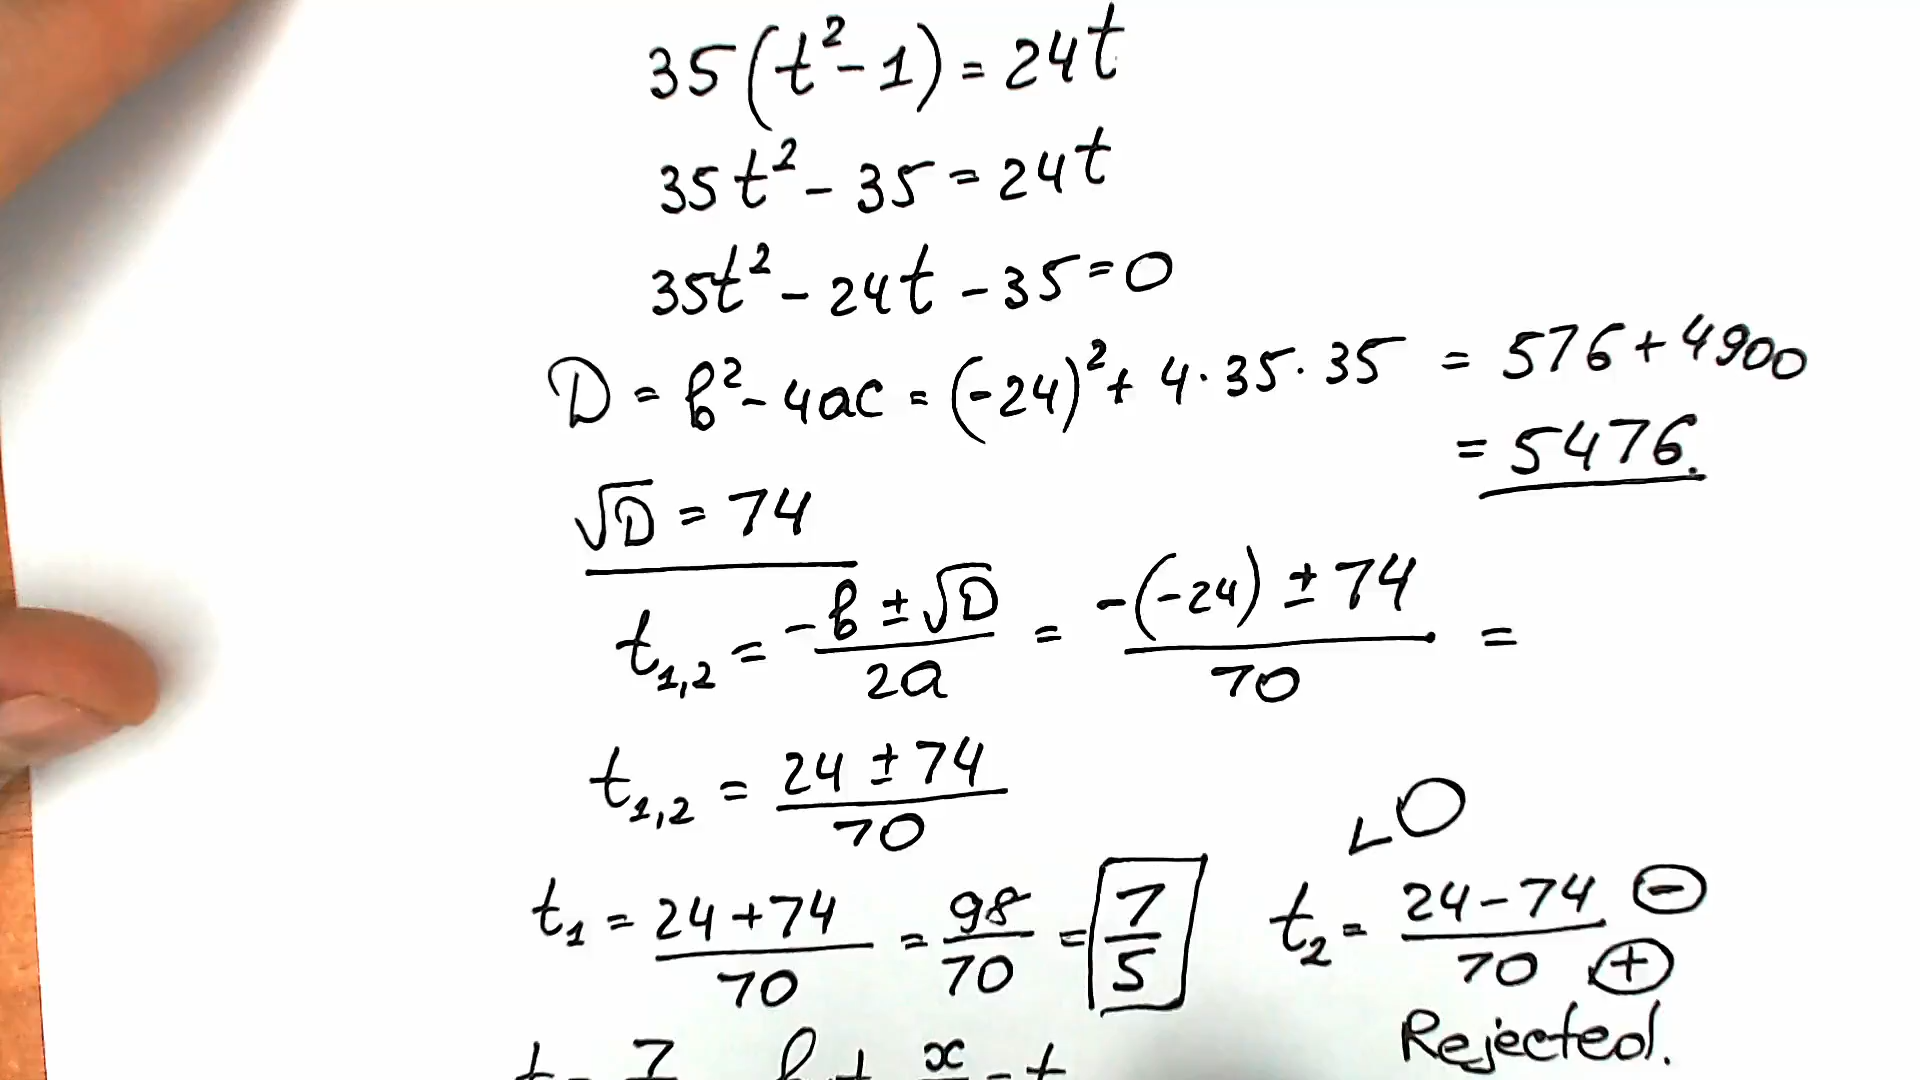 35(t²-1)=24t
35t²-35=24t
35t²-24t-35=0
D=b²-4ac=(-24)²+4·35·35=576+4900
=5476.
√D=74
t₁,₂=(-b±√D)/2a=(-(-24)±74)/70=
t₁,₂=(24±74)/70
<0
t₁=(24+74)/70=98/70=7/5 t₂=(24-74)/70 ⊖ ⊕
Rejected.